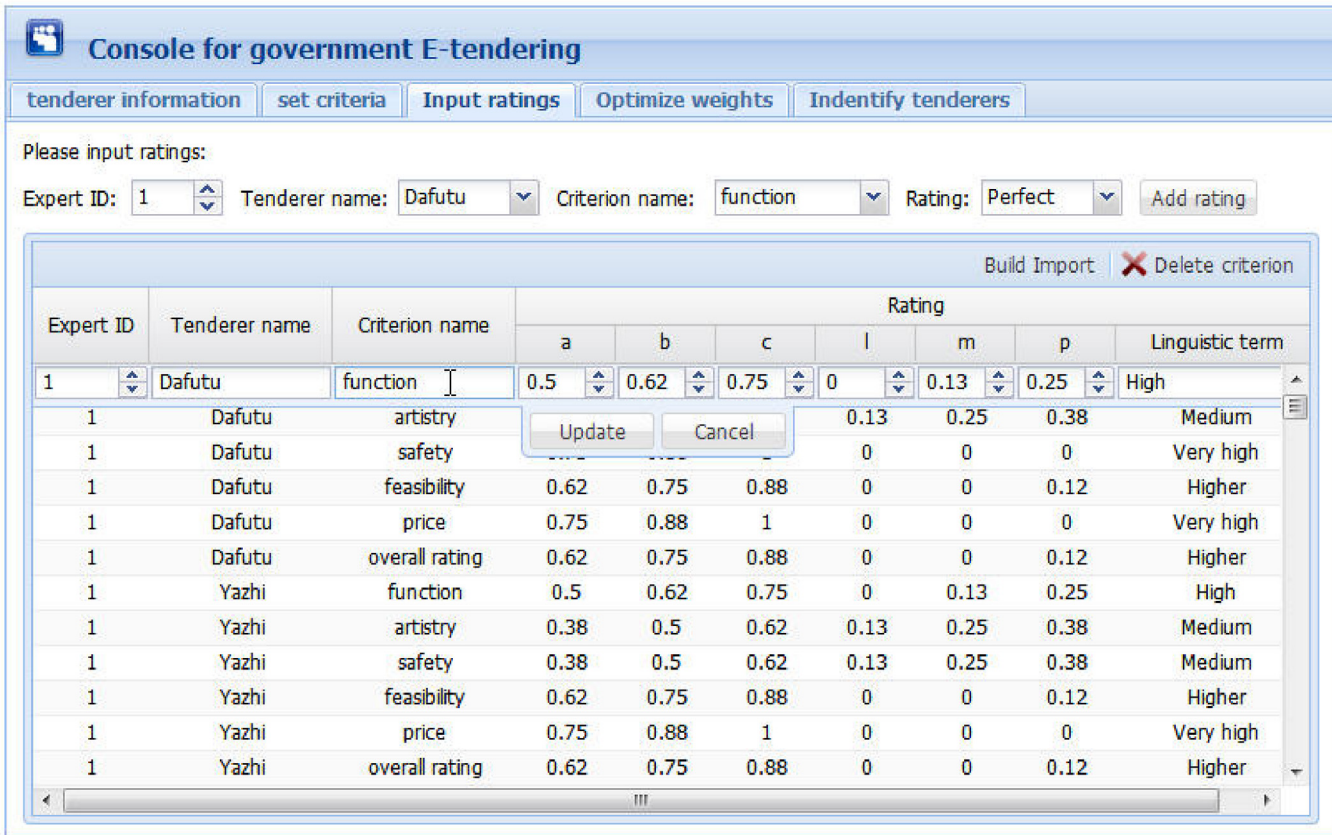 Console for government E-tendering
tenderer information set criteria Input ratings Optimize weights Indentify tenderers
Please input ratings:
Expert ID: 1 Tenderer name: Dafutu Criterion name: function Rating: Perfect Add rating
Build Import Delete criterion
Expert ID Tenderer name Criterion name Rating
a b c l m p Linguistic term
1 Dafutu function 0.5 0.62 0.75 0 0.13 0.25 High
1 Dafutu artistry 0.13 0.25 0.38 Medium
Update Cancel
1 Dafutu safety 0 0 0 Very high
1 Dafutu feasibility 0.62 0.75 0.88 0 0 0.12 Higher
1 Dafutu price 0.75 0.88 1 0 0 0 Very high
1 Dafutu overall rating 0.62 0.75 0.88 0 0 0.12 Higher
1 Yazhi function 0.5 0.62 0.75 0 0.13 0.25 High
1 Yazhi artistry 0.38 0.5 0.62 0.13 0.25 0.38 Medium
1 Yazhi safety 0.38 0.5 0.62 0.13 0.25 0.38 Medium
1 Yazhi feasibility 0.62 0.75 0.88 0 0 0.12 Higher
1 Yazhi price 0.75 0.88 1 0 0 0 Very high
1 Yazhi overall rating 0.62 0.75 0.88 0 0 0.12 Higher